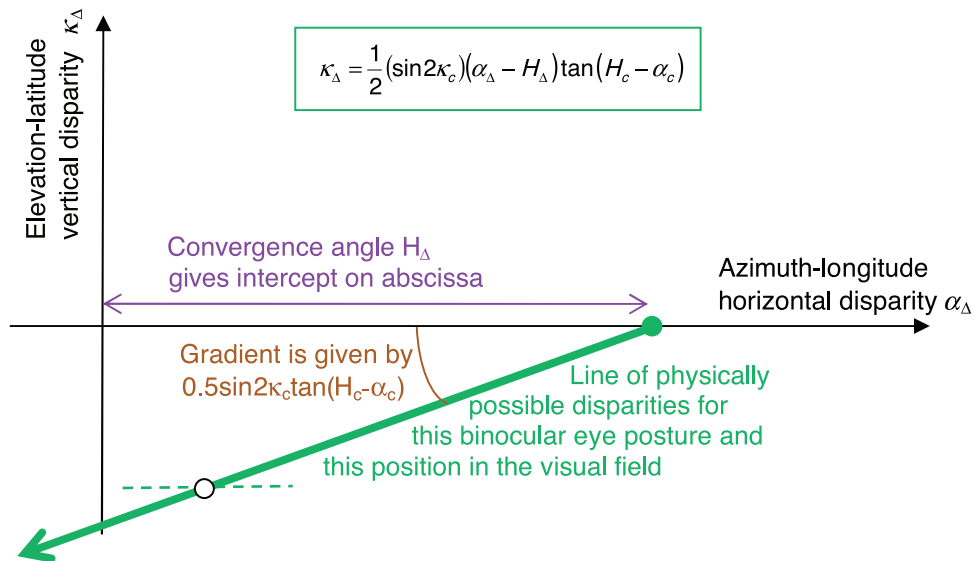 Elevation-latitude
vertical disparity κΔ
κΔ = 1/2 (sin2κc)(αΔ − HΔ)tan(Hc − αc)
Convergence angle HΔ
gives intercept on abscissa
Azimuth-longitude
horizontal disparity αΔ
Gradient is given by
0.5sin2κctan(Hc-αc)
Line of physically
possible disparities for
this binocular eye posture and
this position in the visual field